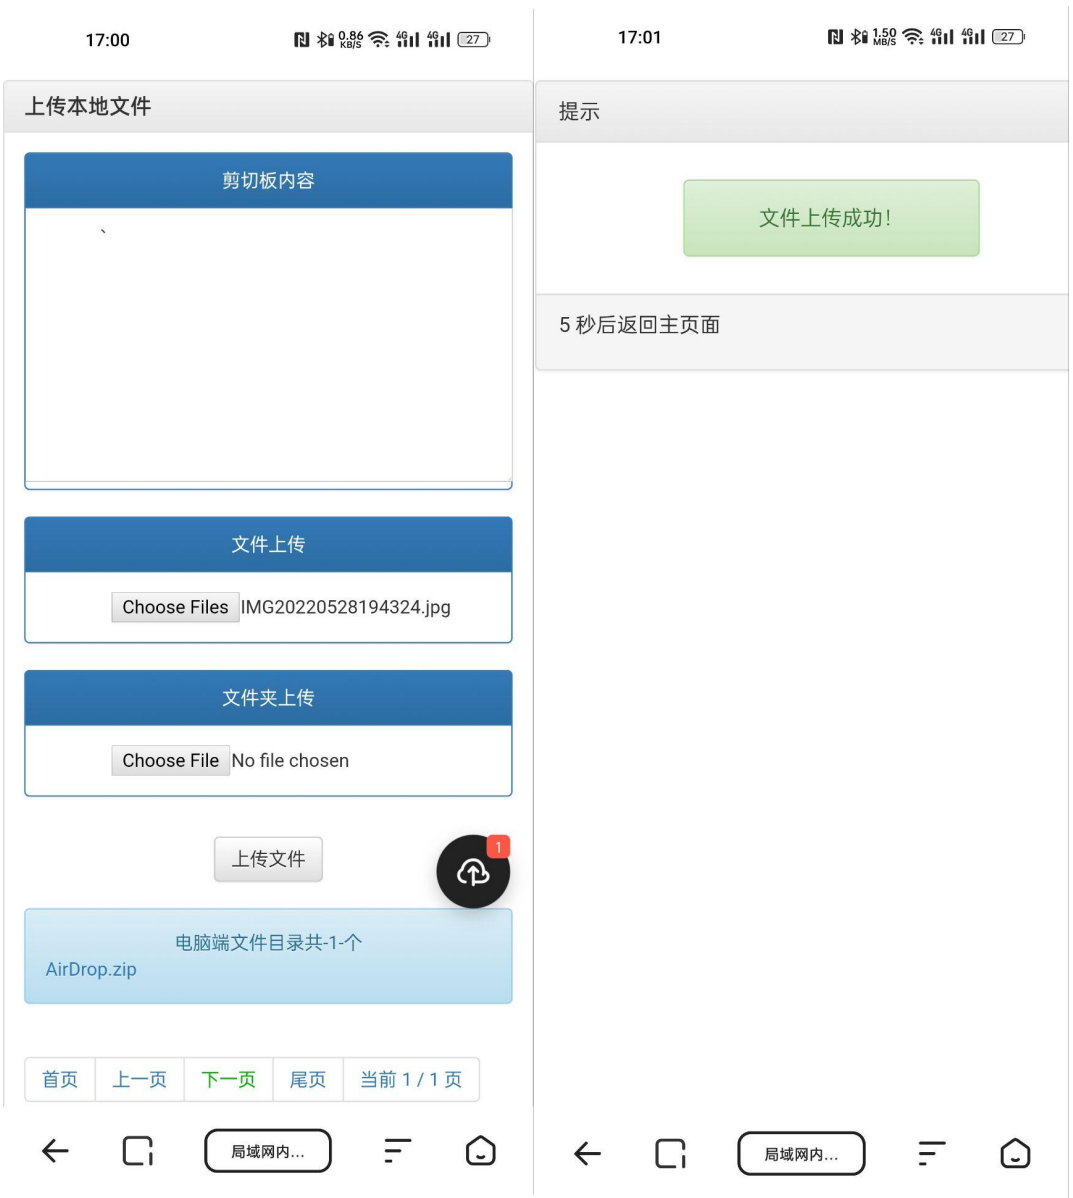 17:00
0.86 KB/S 4G 4G 27
上传本地文件
剪切板内容
、
文件上传
Choose Files IMG20220528194324.jpg
文件夹上传
Choose File No file chosen
上传文件
1
电脑端文件目录共-1-个
AirDrop.zip
首页 上一页 下一页 尾页 当前 1 / 1 页
局域网内...
17:01
1.50 MB/S 4G 4G 27
提示
文件上传成功!
5 秒后返回主页面
局域网内...